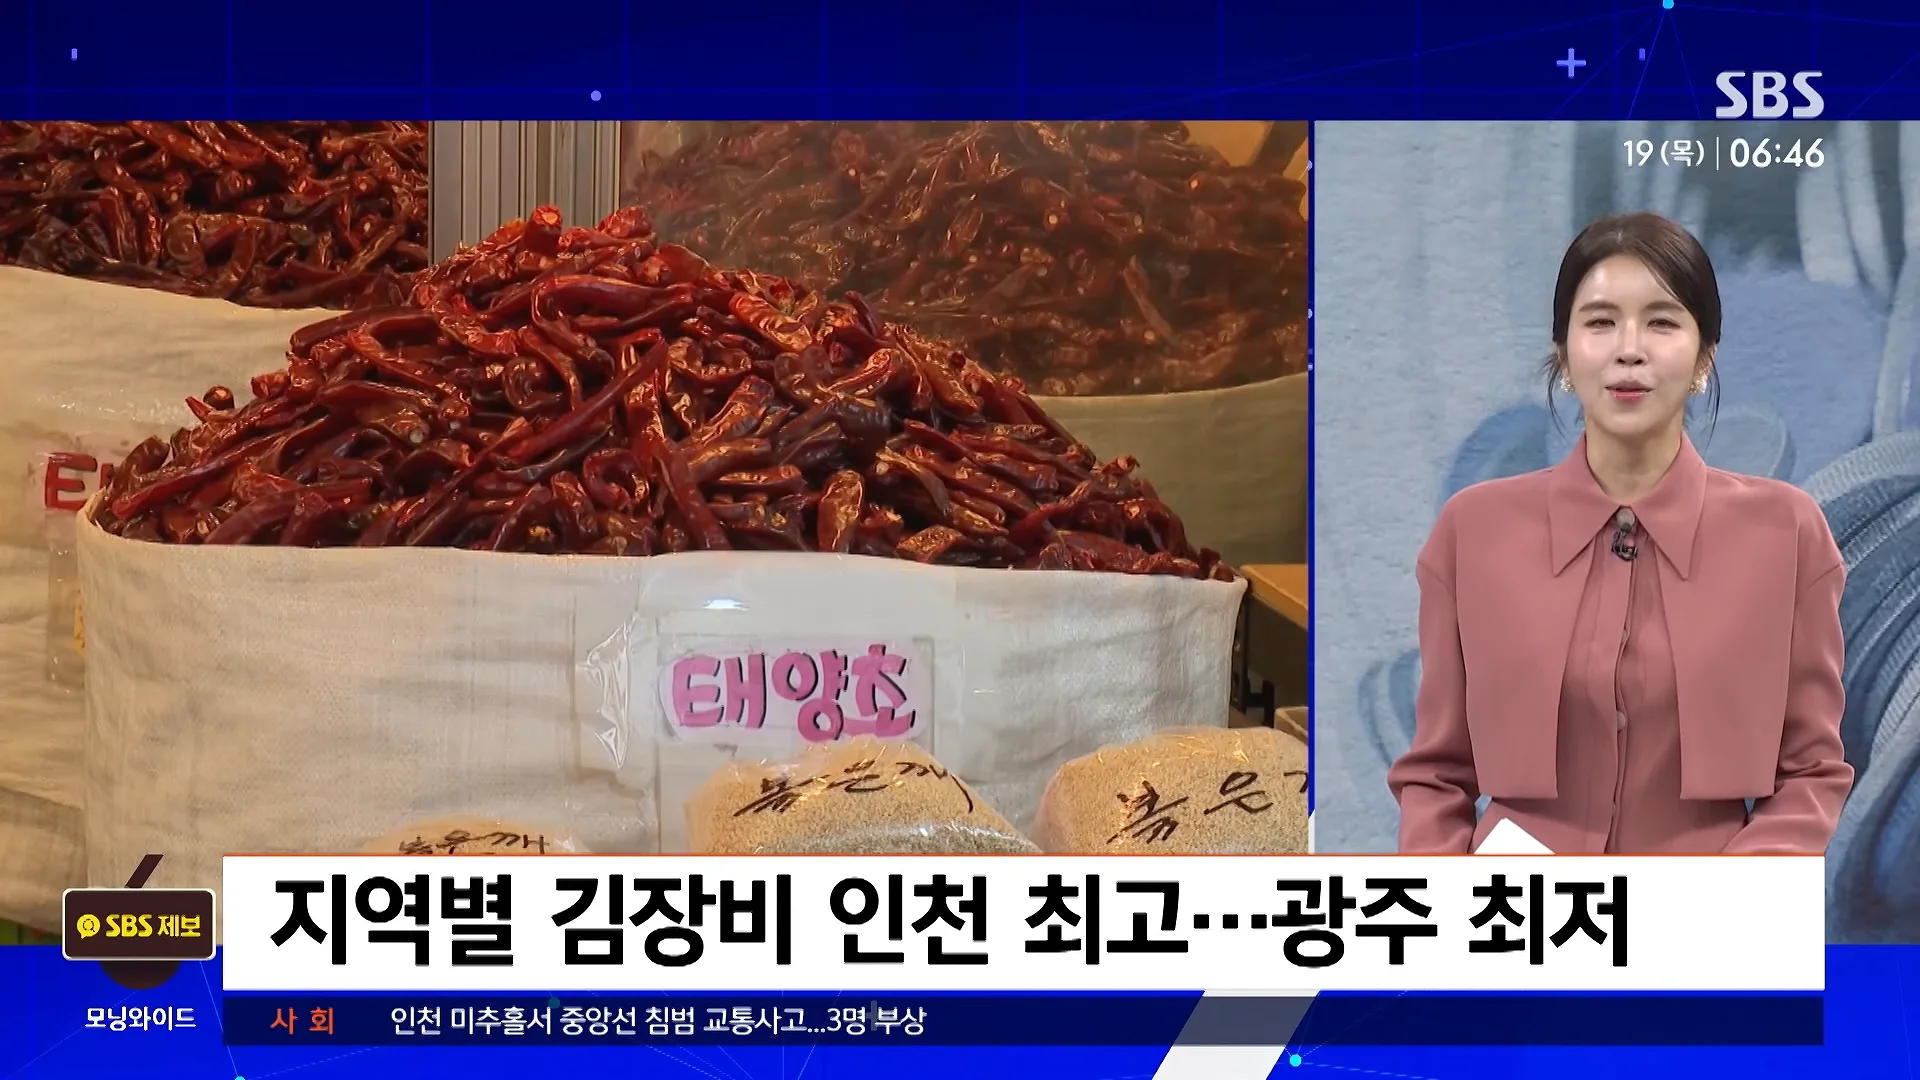 SBS
19(목) 06:46
태양초
볶은깨
볶은
볶은깨
지역별 김장비 인천 최고…광주 최저
SBS 제보
모닝와이드
사회 인천 미추홀서 중앙선 침범 교통사고...3명 부상